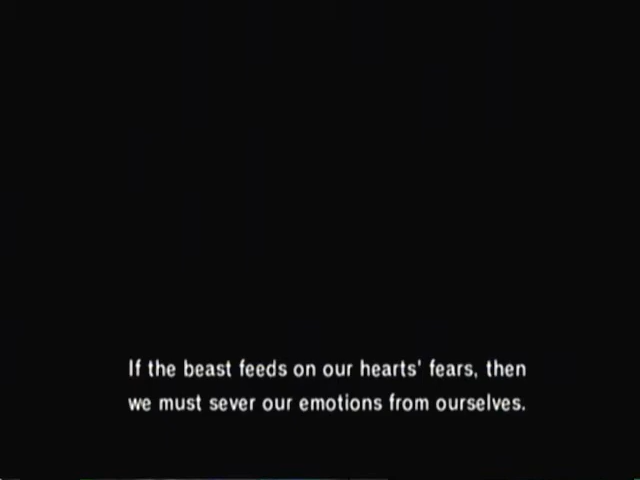 If the beast feeds on our hearts' fears, then
we must sever our emotions from ourselves.